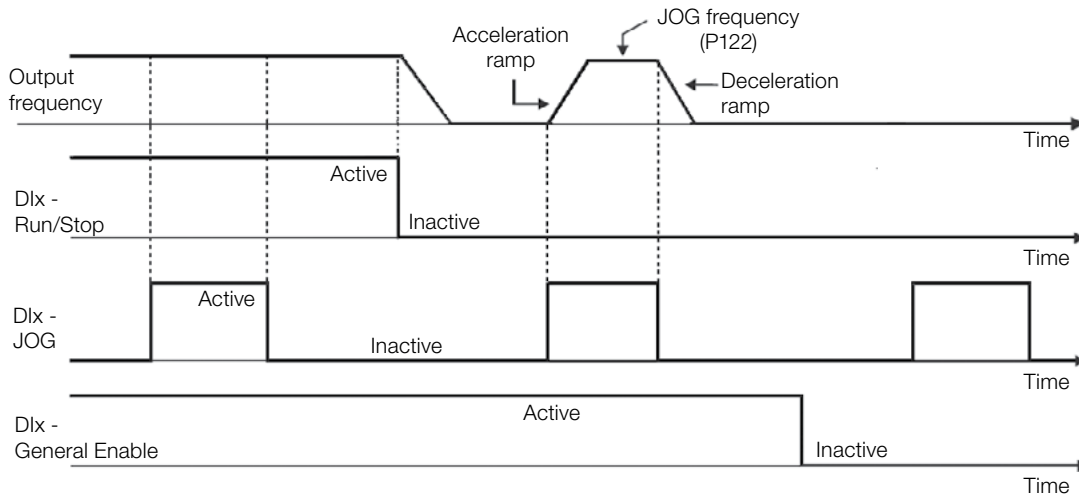 JOG frequency
(P122)
Acceleration
ramp
Output
frequency
Deceleration
ramp
Time
DIx -
Run/Stop
Active
Inactive
Time
DIx -
JOG
Active
Inactive
Time
DIx -
General Enable
Active
Inactive
Time